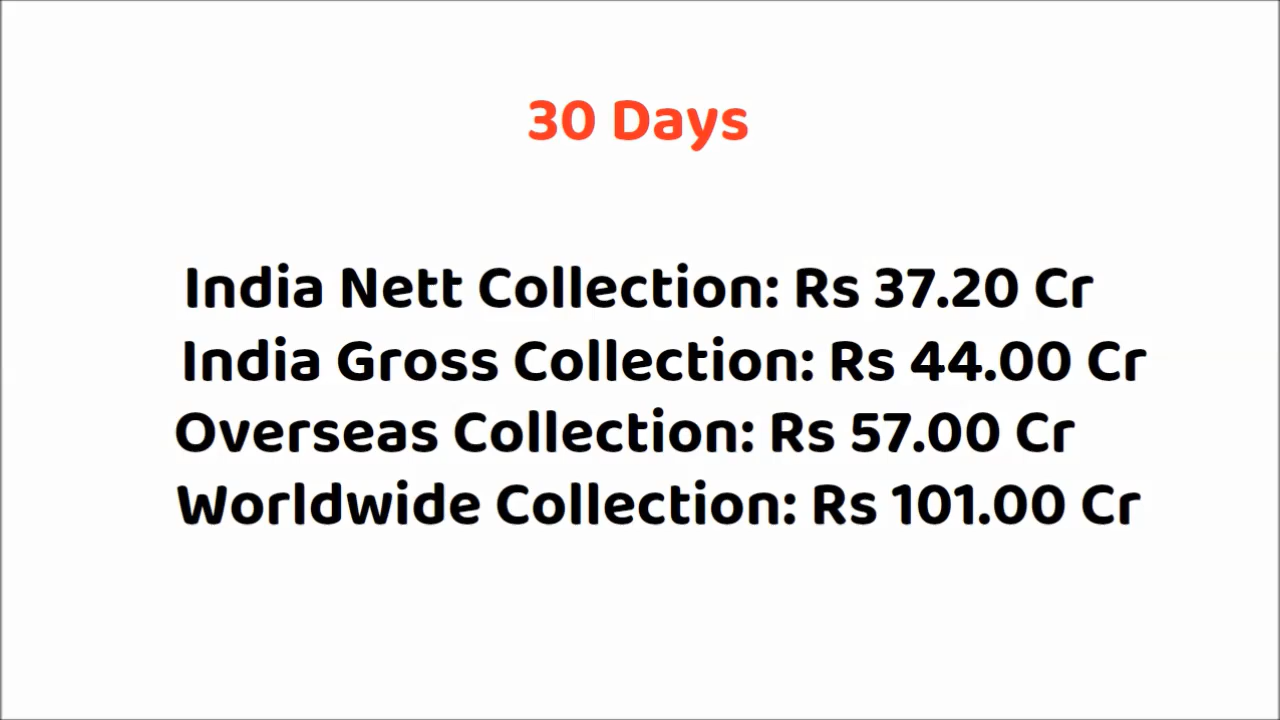 30 Days
India Nett Collection: Rs 37.20 Cr
India Gross Collection: Rs 44.00 Cr
Overseas Collection: Rs 57.00 Cr
Worldwide Collection: Rs 101.00 Cr